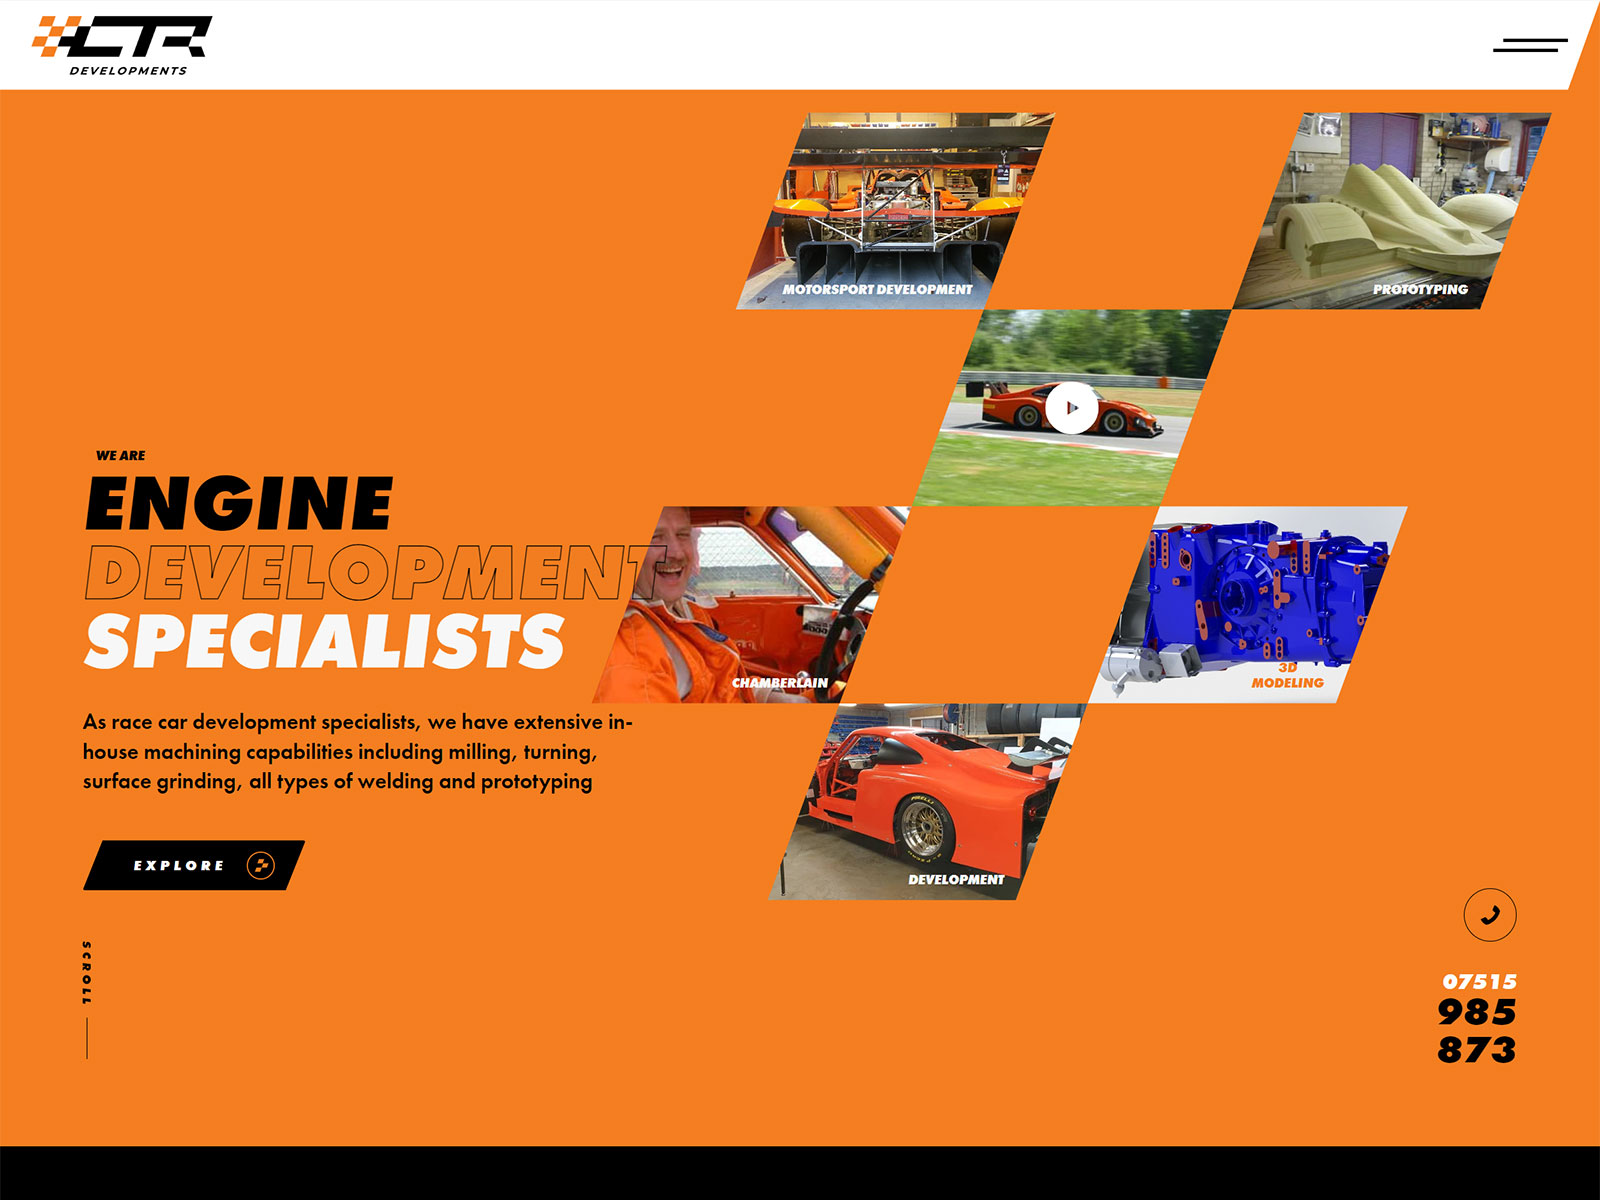 CTR
DEVELOPMENTS
MOTORSPORT DEVELOPMENT
PROTOTYPING
WE ARE
ENGINE
DEVELOPMENT
SPECIALISTS
CHAMBERLAIN
3D
MODELING
As race car development specialists, we have extensive in-
house machining capabilities including milling, turning,
surface grinding, all types of welding and prototyping
EXPLORE
DEVELOPMENT
SCROLL
07515
985
873